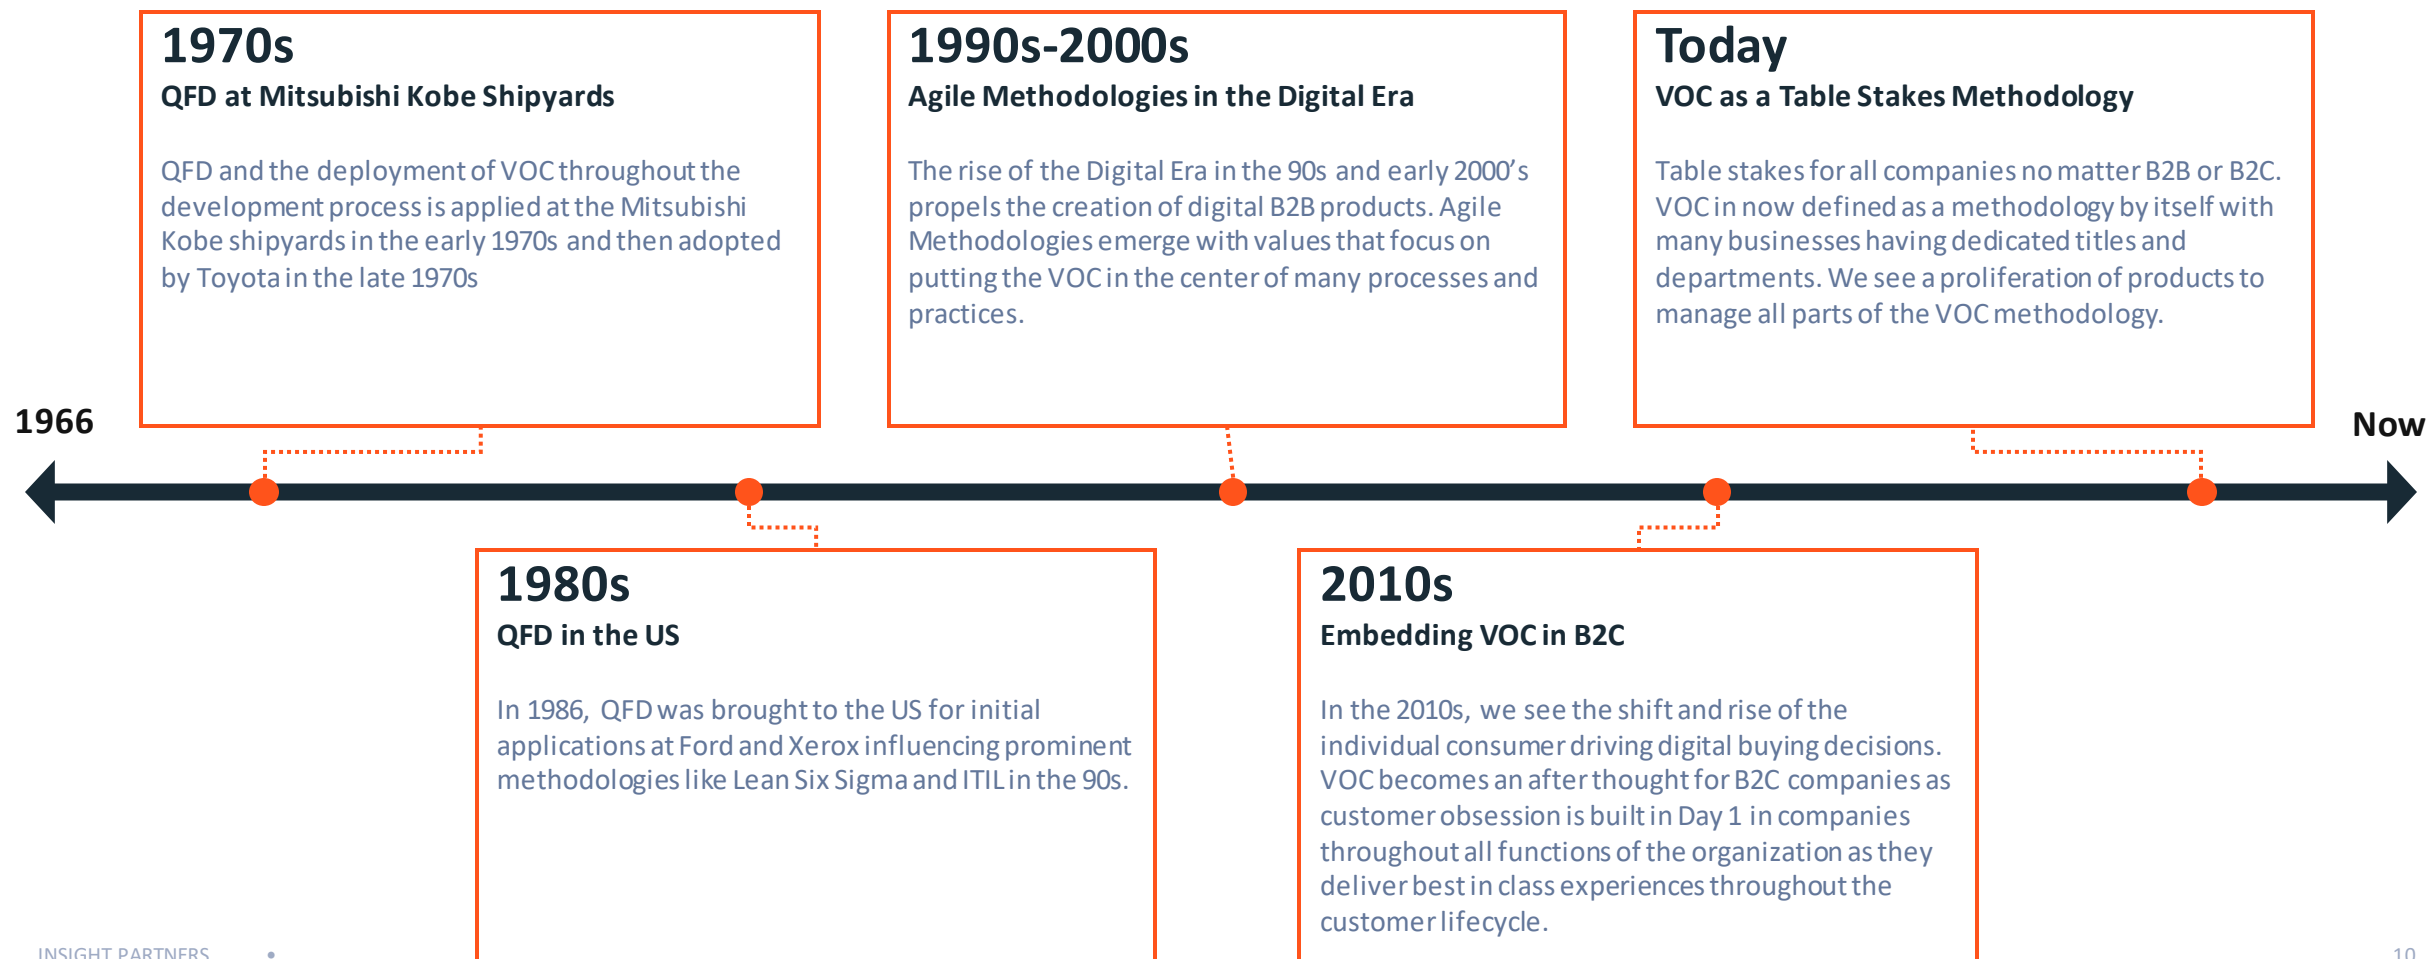 1970s
QFD at Mitsubishi Kobe Shipyards
QFD and the deployment of VOC throughout the
development process is applied at the Mitsubishi
Kobe shipyards in the early 1970s and then adopted
by Toyota in the late 1970s
1990s-2000s
Agile Methodologies in the Digital Era
The rise of the Digital Era in the 90s and early 2000’s
propels the creation of digital B2B products. Agile
Methodologies emerge with values that focus on
putting the VOC in the center of many processes and
practices.
Today
VOC as a Table Stakes Methodology
Table stakes for all companies no matter B2B or B2C.
VOC in now defined as a methodology by itself with
many businesses having dedicated titles and
departments. We see a proliferation of products to
manage all parts of the VOC methodology.
1966
Now
1980s
QFD in the US
In 1986, QFD was brought to the US for initial
applications at Ford and Xerox influencing prominent
methodologies like Lean Six Sigma and ITIL in the 90s.
2010s
Embedding VOC in B2C
In the 2010s, we see the shift and rise of the
individual consumer driving digital buying decisions.
VOC becomes an after thought for B2C companies as
customer obsession is built in Day 1 in companies
throughout all functions of the organization as they
deliver best in class experiences throughout the
customer lifecycle.
INSIGHT PARTNERS •
10